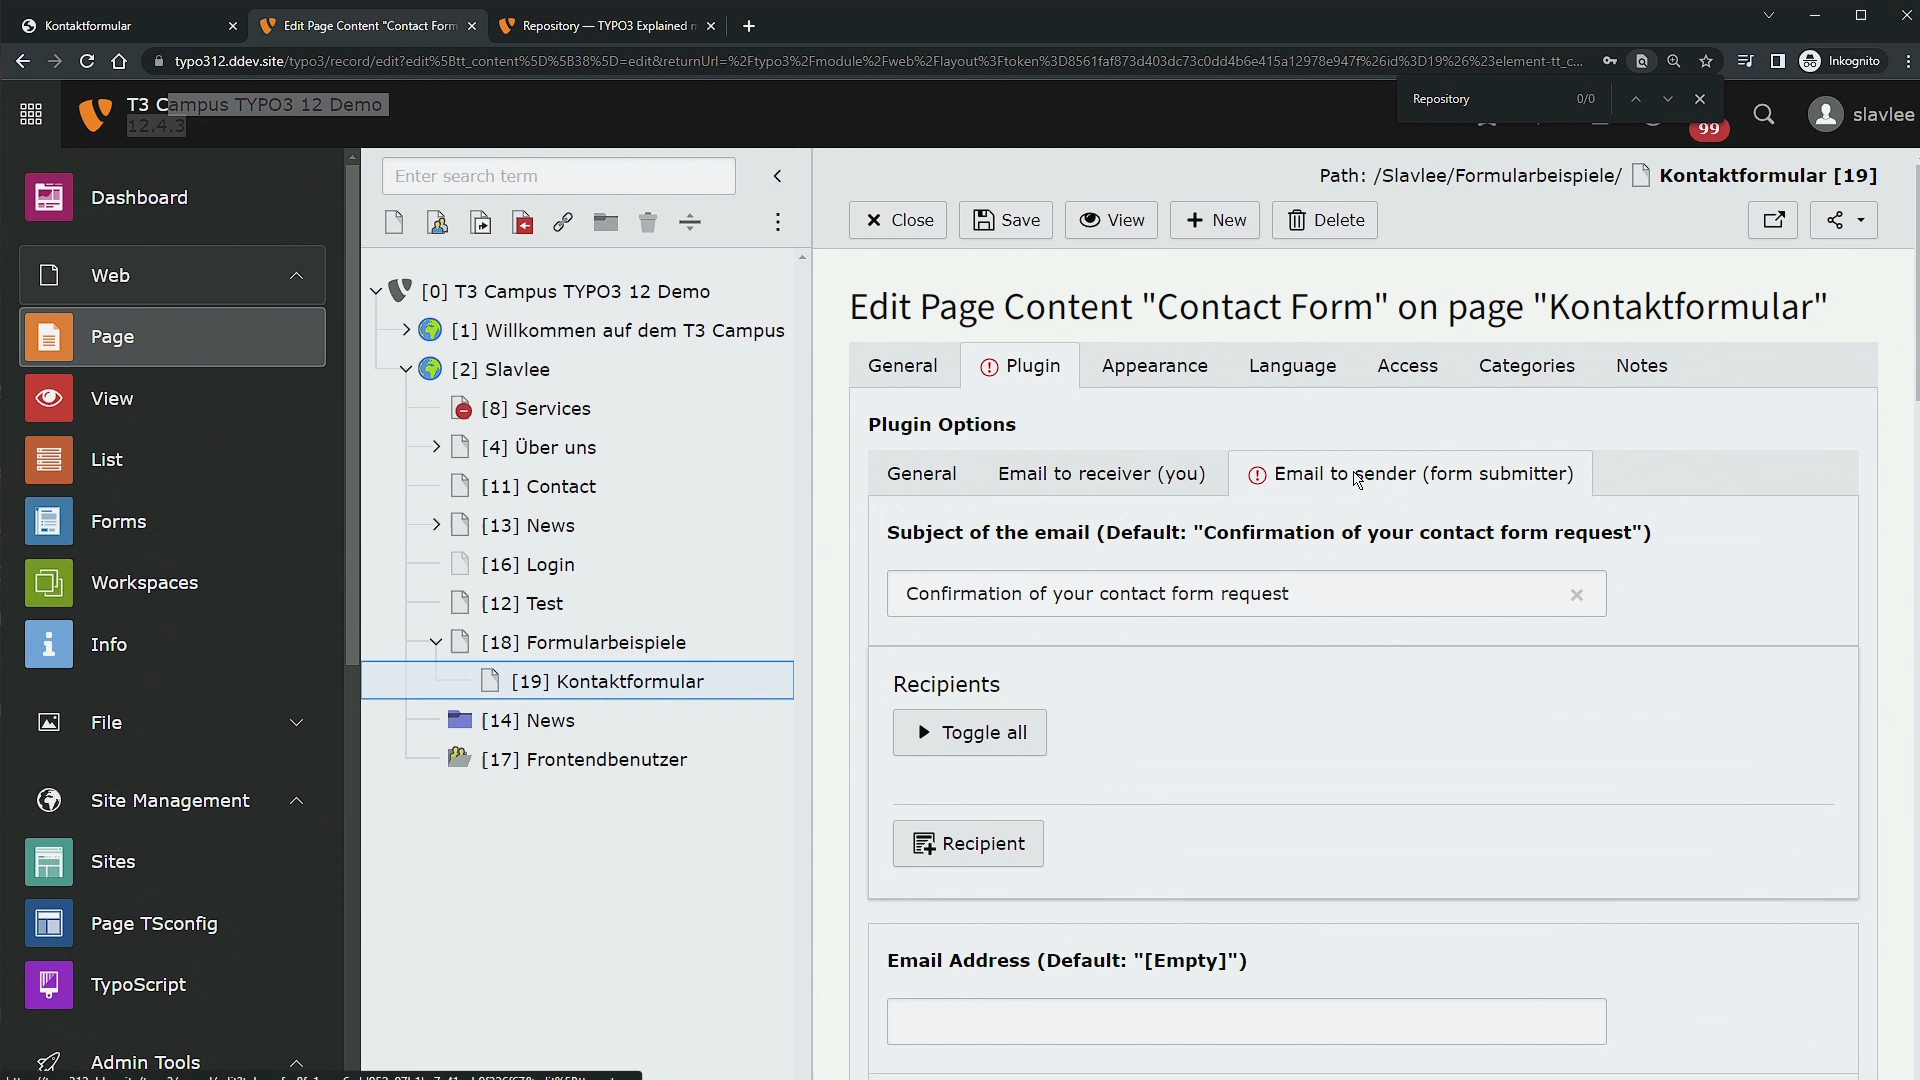 Kontaktformular
Edit Page Content "Contact Form
Repository — TYPO3 Explained
typo312.ddev.site/typo3/record/edit?edit%5Btt_content%5D%5B38%5D=edit&returnUrl=%2Ftypo3%2Fmodule%2Fweb%2Flayout%3Ftoken%3D8561faf873d403dc73c0dd4b6e415a12978e947f%26id%3D19%26%23element-tt_c...
Inkognito
T3 Campus TYPO3 12 Demo
12.4.3
Repository
0/0
99
slavlee
Dashboard
Web
Page
View
List
Forms
Workspaces
Info
File
Site Management
Sites
Page TSconfig
TypoScript
Admin Tools
Enter search term
[0] T3 Campus TYPO3 12 Demo
[1] Willkommen auf dem T3 Campus
[2] Slavlee
[8] Services
[4] Über uns
[11] Contact
[13] News
[16] Login
[12] Test
[18] Formularbeispiele
[19] Kontaktformular
[14] News
[17] Frontendbenutzer
Path: /Slavlee/Formularbeispiele/ Kontaktformular [19]
Close Save View New Delete
Edit Page Content "Contact Form" on page "Kontaktformular"
General Plugin Appearance Language Access Categories Notes
Plugin Options
General Email to receiver (you) Email to sender (form submitter)
Subject of the email (Default: "Confirmation of your contact form request")
Confirmation of your contact form request
Recipients
Toggle all
Recipient
Email Address (Default: "[Empty]")